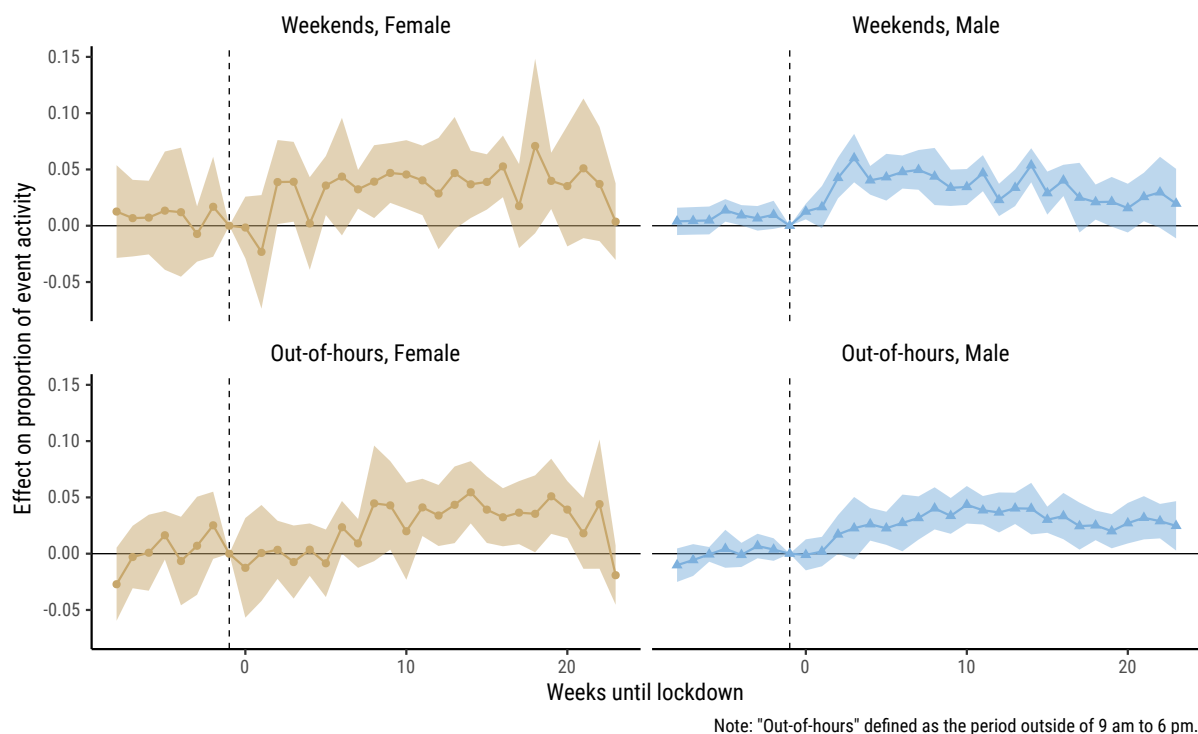 Weekends, Female
Weekends, Male
0.15
0.10
0.05
0.00
-0.05
Out-of-hours, Female
Out-of-hours, Male
0.15
0.10
0.05
0.00
-0.05
0
10
20
0
10
20
Effect on proportion of event activity
Weeks until lockdown
Note: "Out-of-hours" defined as the period outside of 9 am to 6 pm.